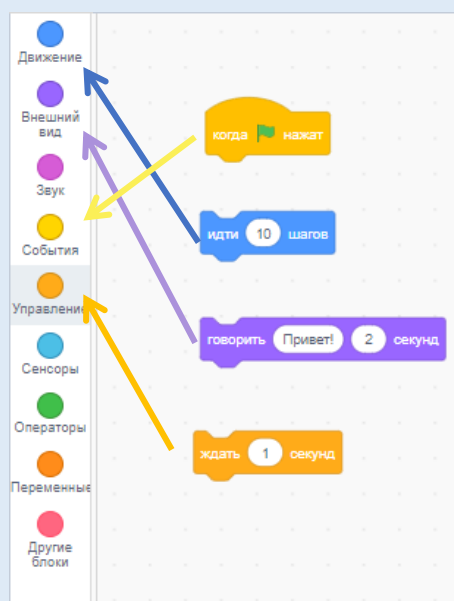 Движение
Внешний
вид
Звук
События
Управление
Сенсоры
Операторы
Переменные
Другие
блоки
когда нажат
идти 10 шагов
говорить Привет! 2 секунд
ждать 1 секунд